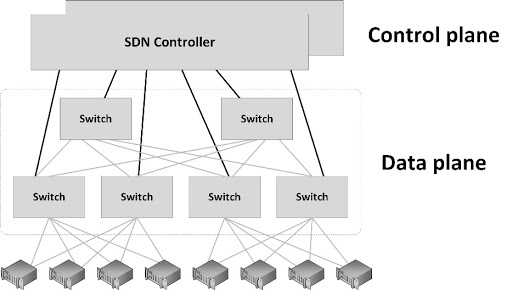 SDN Controller
Control plane
Switch
Switch
Data plane
Switch
Switch
Switch
Switch